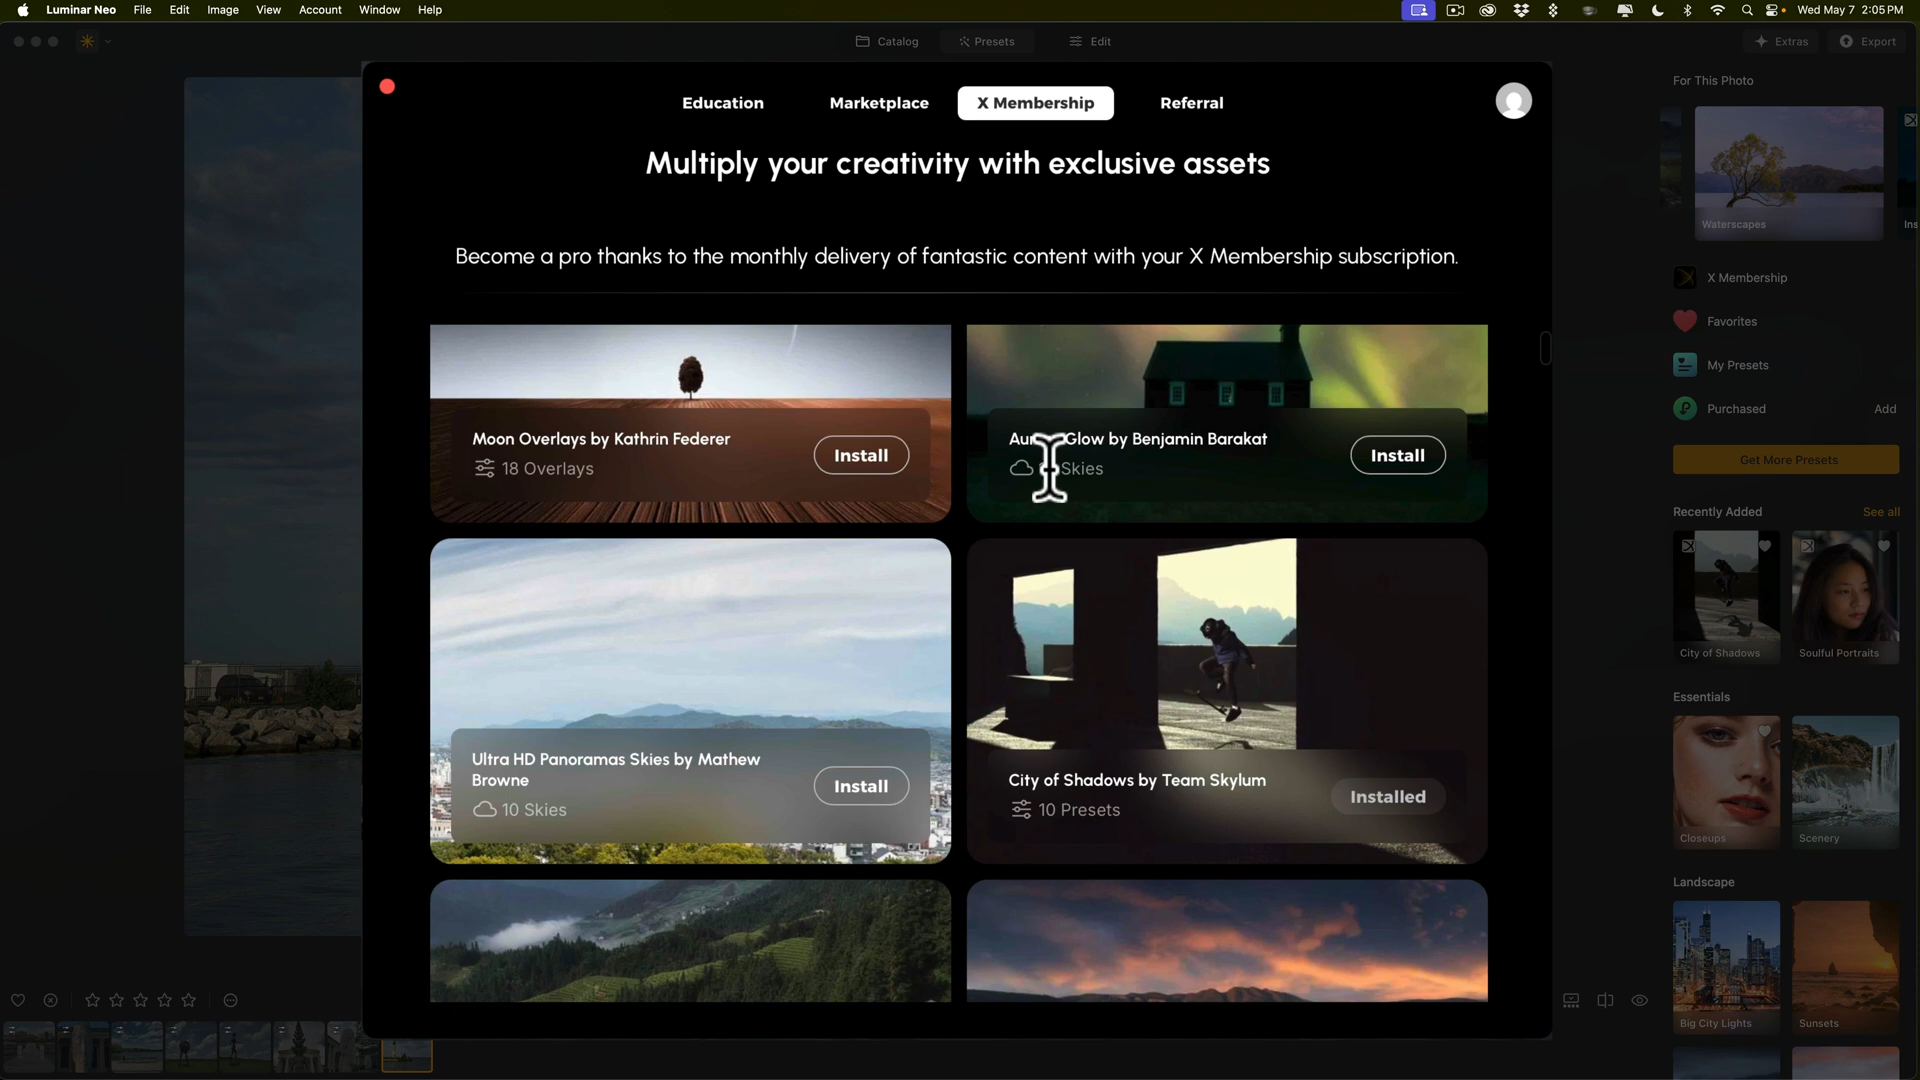 Luminar Neo File Edit Image View Account Window Help
Wed May 7 2:05 PM
Catalog Presets Edit
Extras Export
Education Marketplace X Membership Referral
Multiply your creativity with exclusive assets
Become a pro thanks to the monthly delivery of fantastic content with your X Membership subscription.
Moon Overlays by Kathrin Federer
18 Overlays
Install
Glow by Benjamin Barakat
Skies
Install
Ultra HD Panoramas Skies by Mathew
Browne
10 Skies
Install
City of Shadows by Team Skylum
10 Presets
Installed
For This Photo
Waterscapes
Ins
X Membership
Favorites
My Presets
Purchased Add
Get More Presets
Recently Added See all
City of Shadows Soulful Portraits
Essentials
Closeups Scenery
Landscape
Big City Lights Sunsets